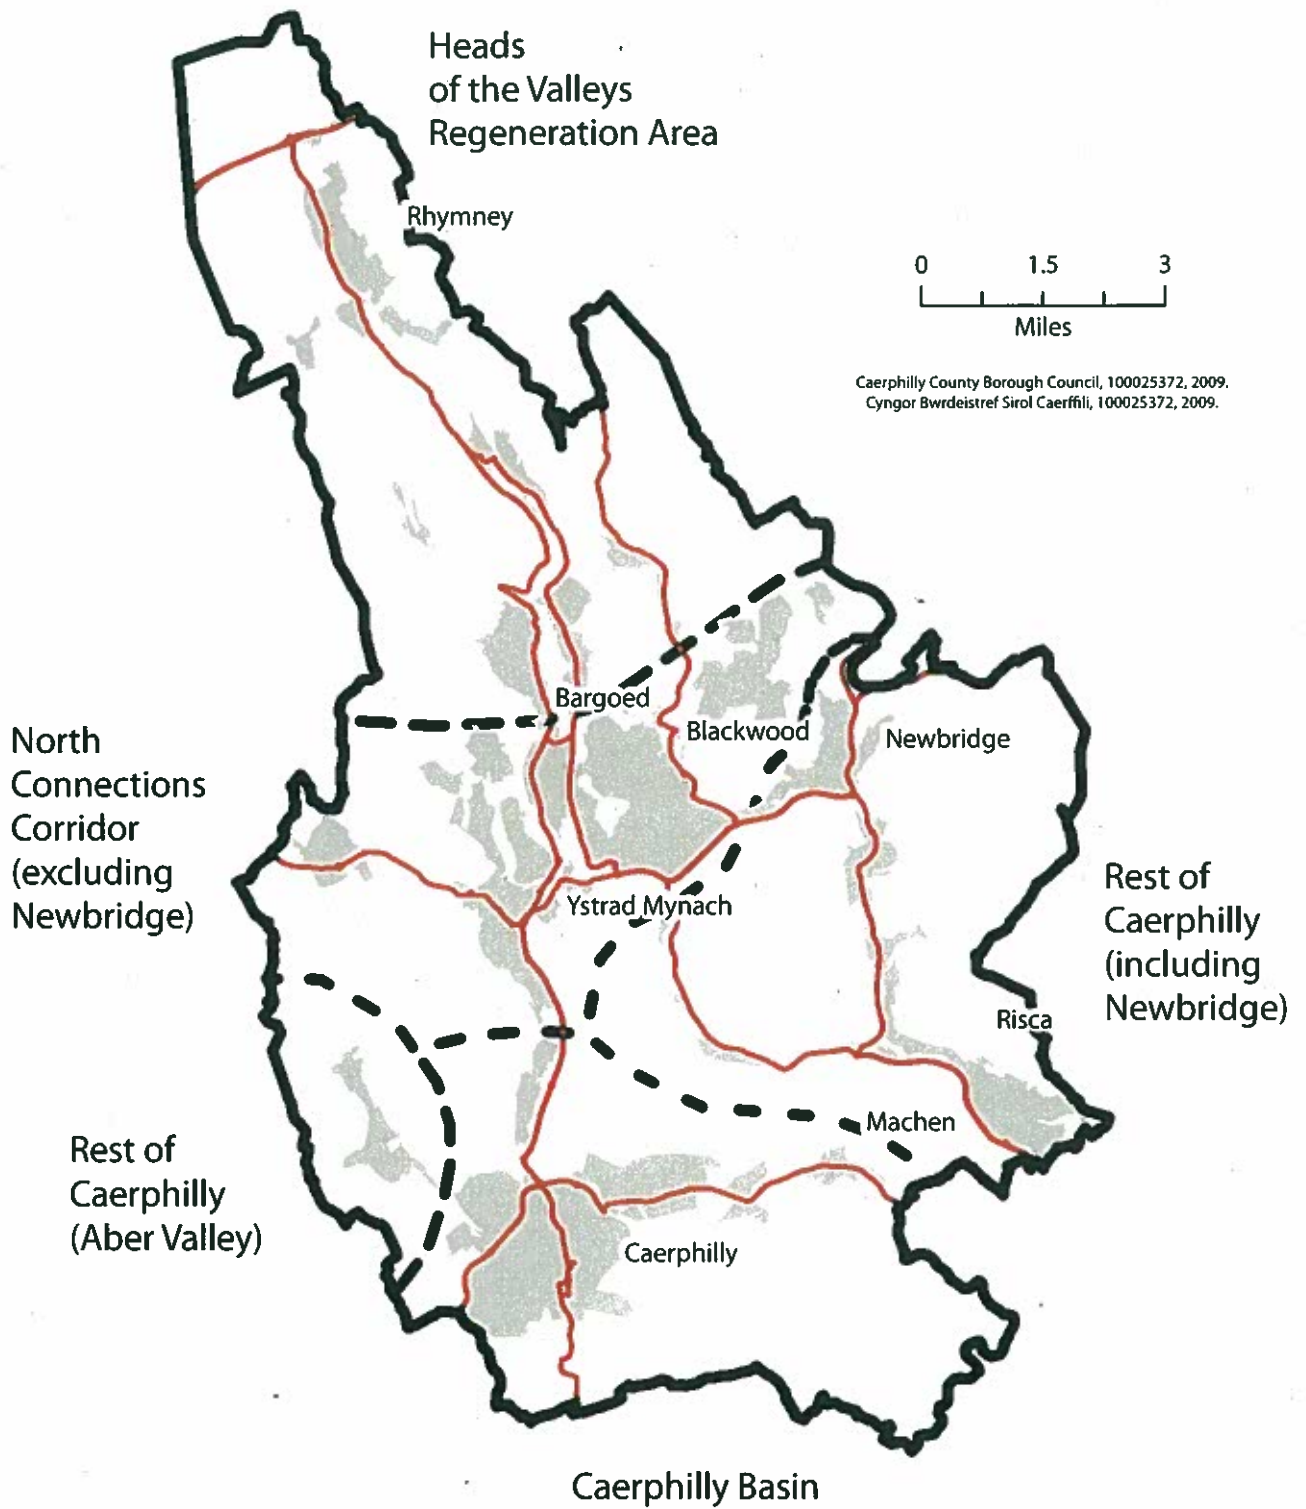 Heads
of the Valleys
Regeneration Area
Rhymney
0 1.5 3
Miles
Caerphilly County Borough Council, 100025372, 2009.
Cyngor Bwrdeistref Sirol Caerffili, 100025372, 2009.
Bargoed
Blackwood
Newbridge
North
Connections
Corridor
(excluding
Newbridge)
Ystrad Mynach
Rest of
Caerphilly
(including
Newbridge)
Risca
Machen
Rest of
Caerphilly
(Aber Valley)
Caerphilly
Caerphilly Basin